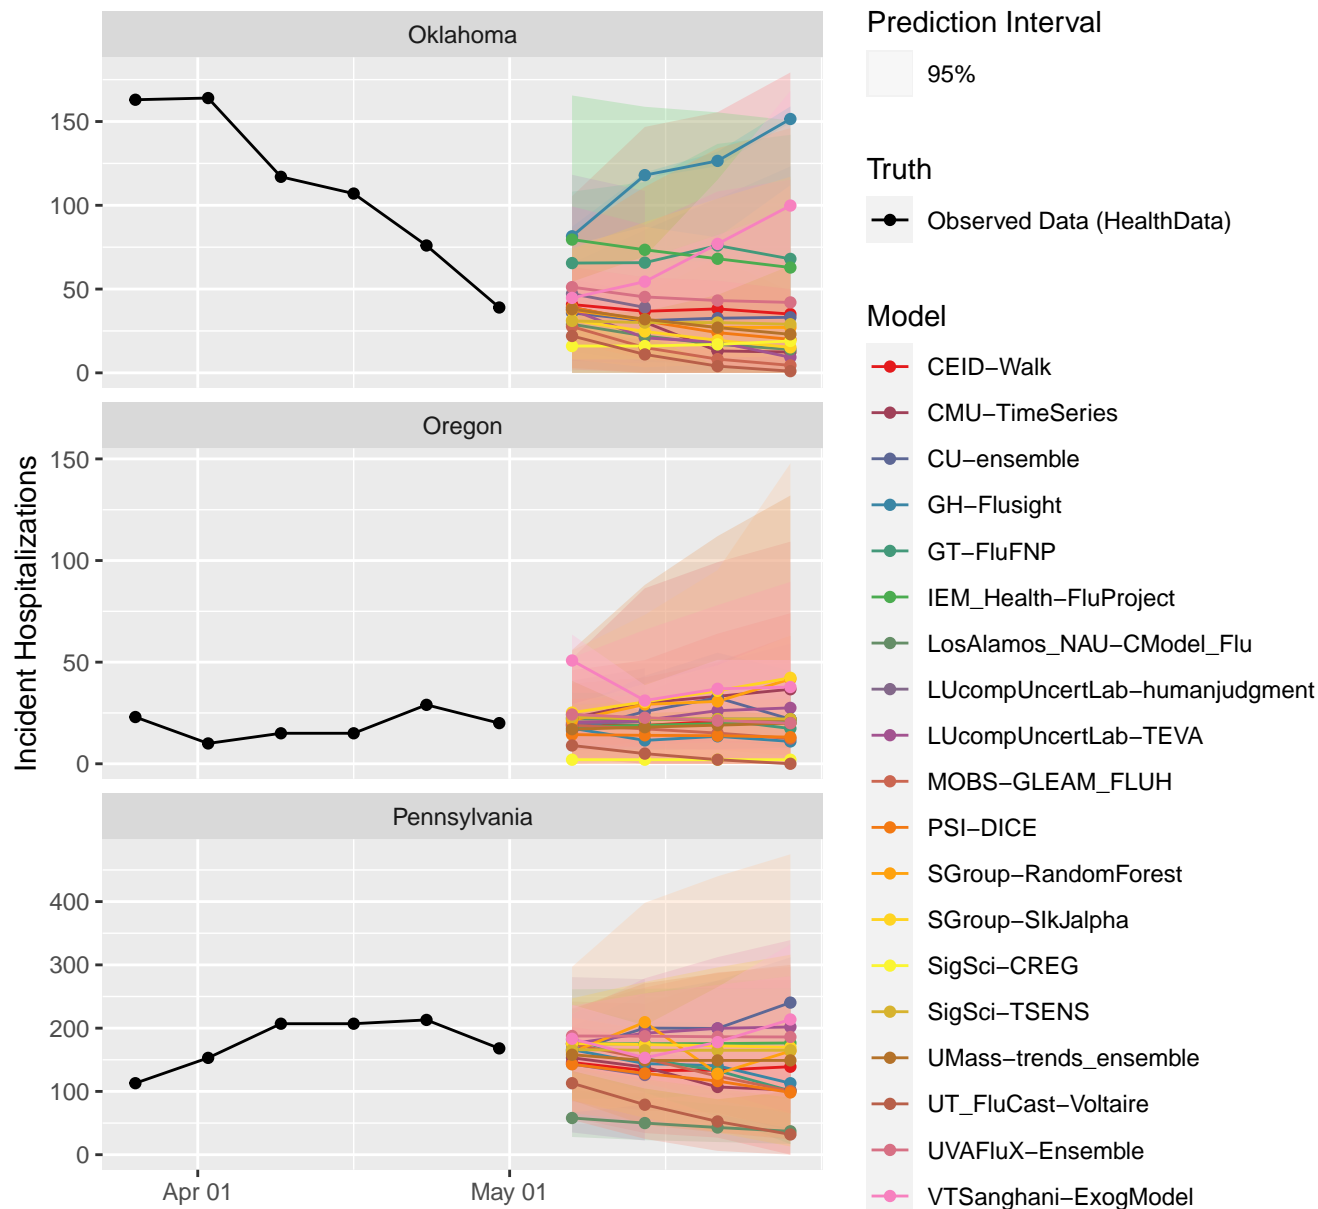 Oklahoma
150
100
50
0
Oregon
150
100
50
0
Pennsylvania
400
300
200
100
0
Apr 01
May 01
Incident Hospitalizations
Prediction Interval
95%
Truth
Observed Data (HealthData)
Model
CEID−Walk
CMU−TimeSeries
CU−ensemble
GH−Flusight
GT−FluFNP
IEM_Health−FluProject
LosAlamos_NAU−CModel_Flu
LUcompUncertLab−humanjudgment
LUcompUncertLab−TEVA
MOBS−GLEAM_FLUH
PSI−DICE
SGroup−RandomForest
SGroup−SIkJalpha
SigSci−CREG
SigSci−TSENS
UMass−trends_ensemble
UT_FluCast−Voltaire
UVAFluX−Ensemble
VTSanghani−ExogModel